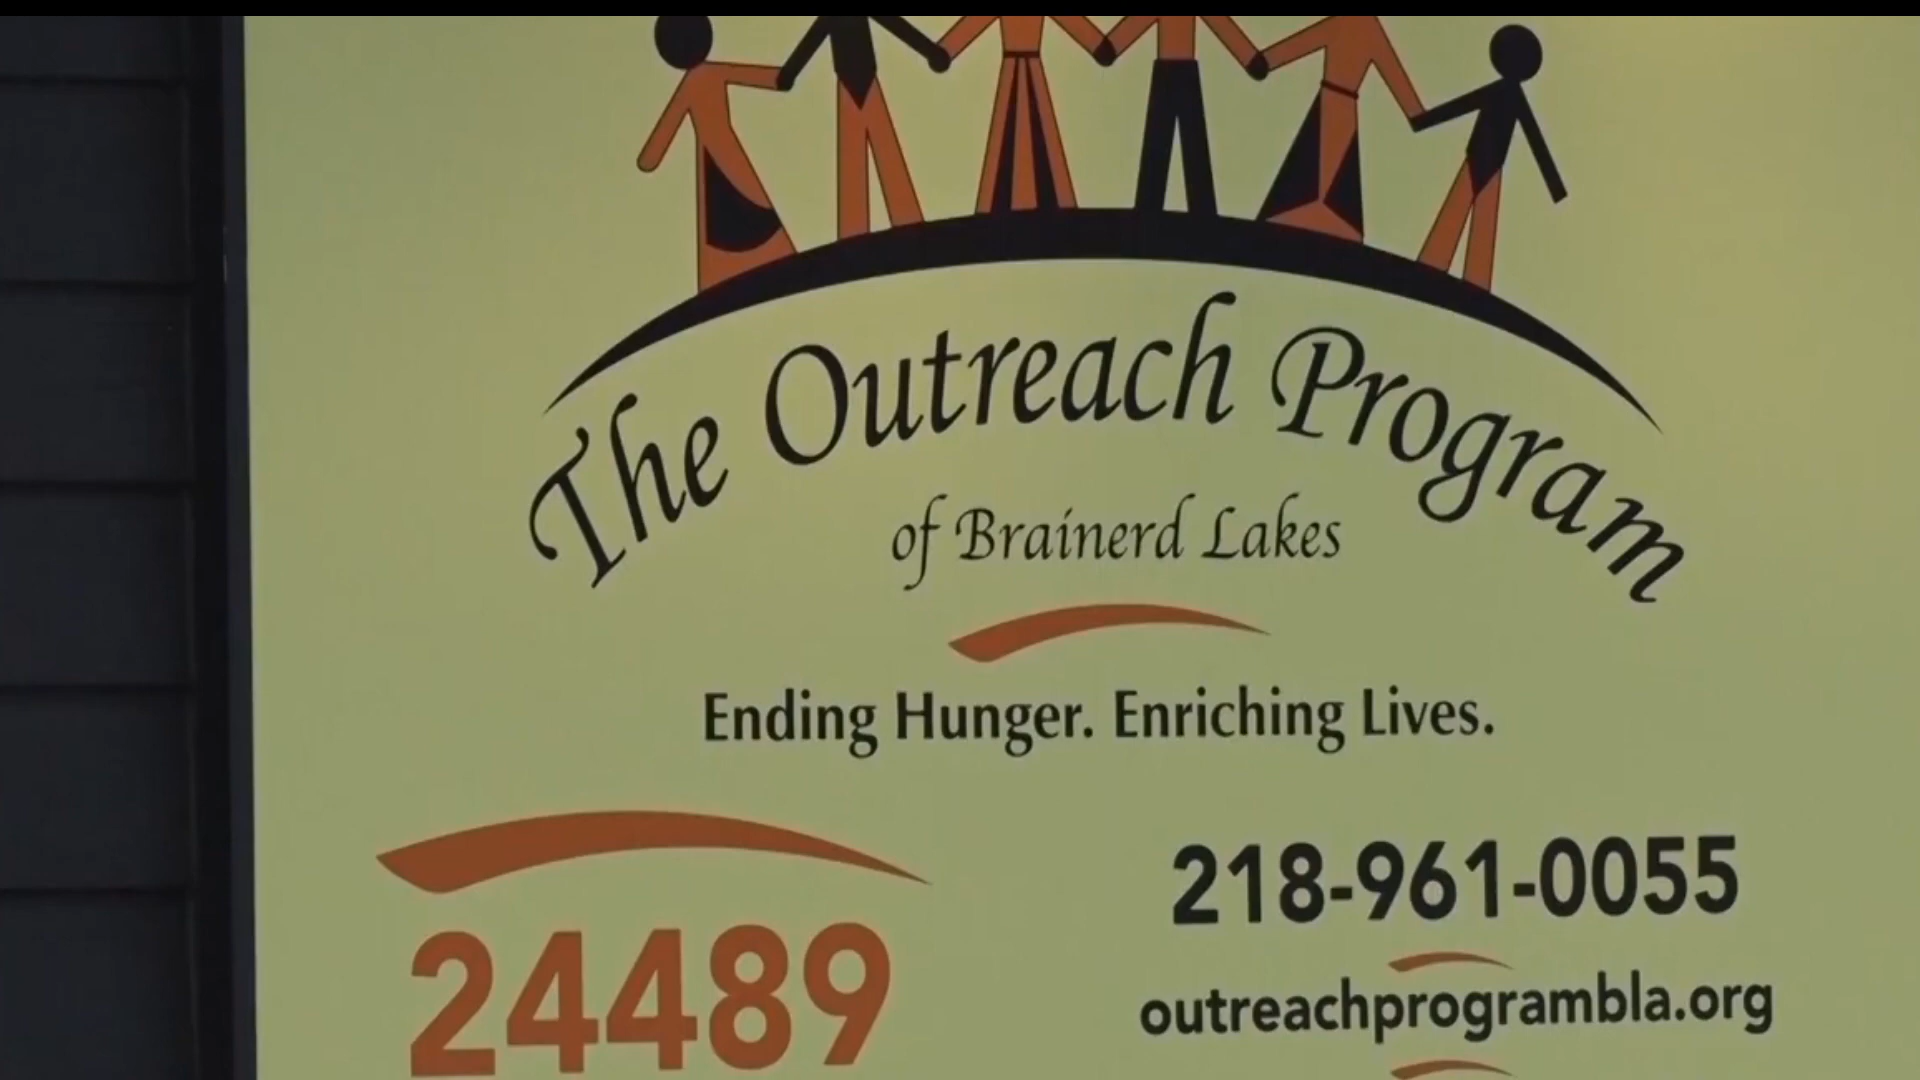 The Outreach Program
of Brainerd Lakes
Ending Hunger. Enriching Lives.
24489
218-961-0055
outreachprogrambla.org